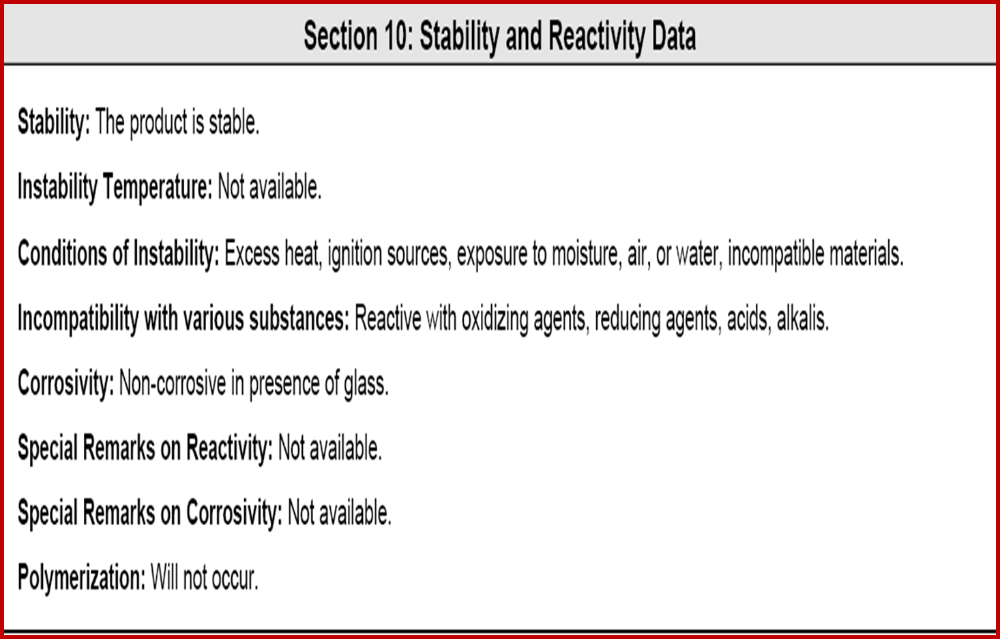 Section 10: Stability and Reactivity Data
Stability: The product is stable.
Instability Temperature: Not available.
Conditions of Instability: Excess heat, ignition sources, exposure to moisture, air, or water, incompatible materials.
Incompatibility with various substances: Reactive with oxidizing agents, reducing agents, acids, alkalis.
Corrosivity: Non-corrosive in presence of glass.
Special Remarks on Reactivity: Not available.
Special Remarks on Corrosivity: Not available.
Polymerization: Will not occur.